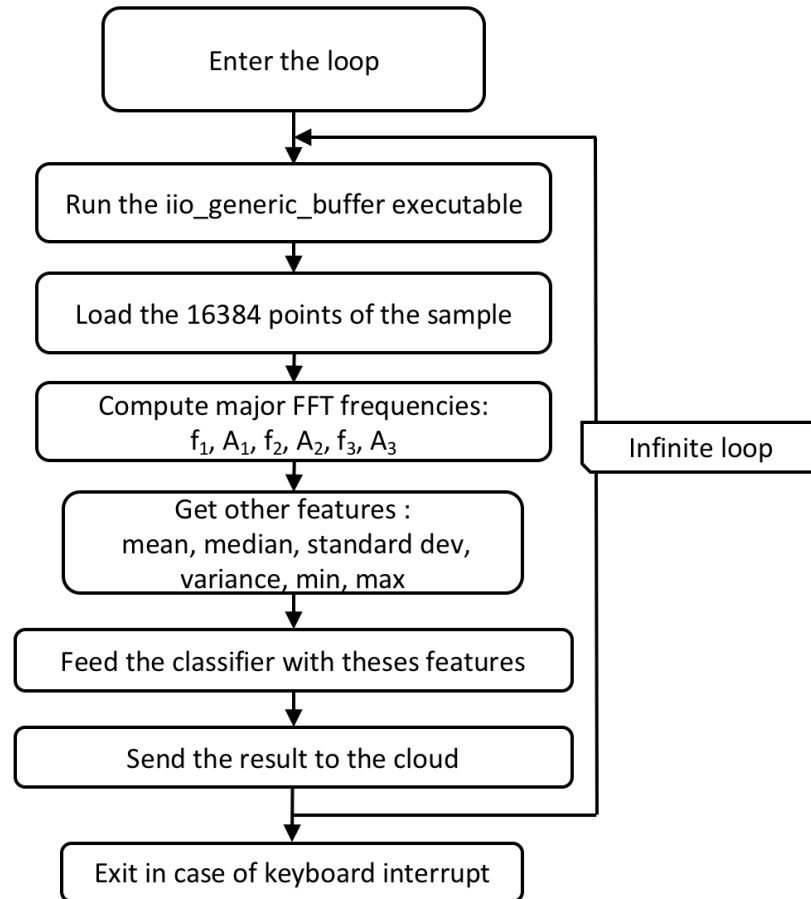 Enter the loop
Run the iio_generic_buffer executable
Load the 16384 points of the sample
Compute major FFT frequencies:
f₁, A₁, f₂, A₂, f₃, A₃
Infinite loop
Get other features :
mean, median, standard dev,
variance, min, max
Feed the classifier with theses features
Send the result to the cloud
Exit in case of keyboard interrupt